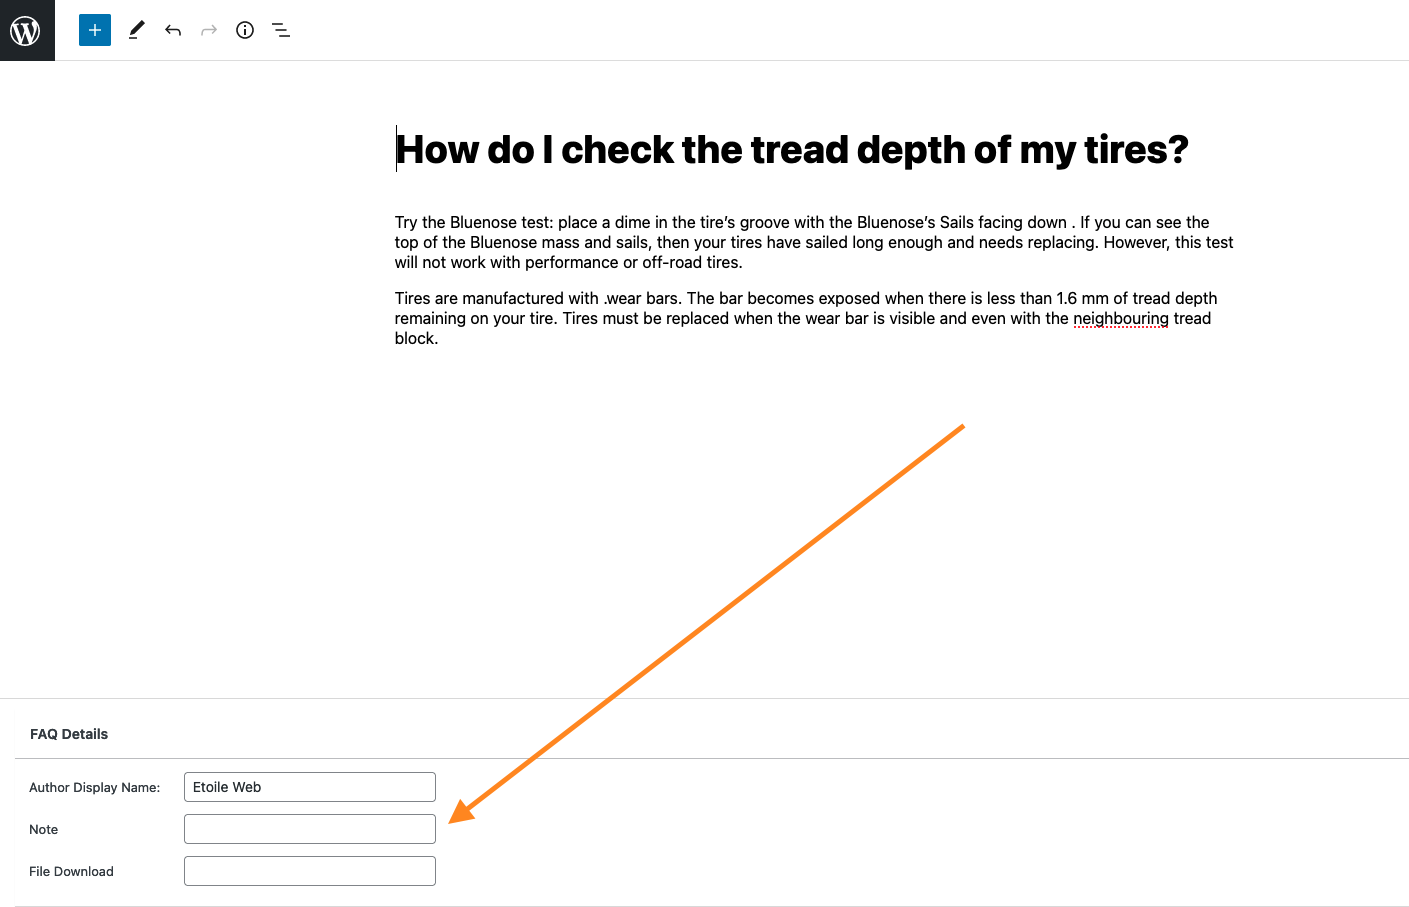 How do I check the tread depth of my tires?
Try the Bluenose test: place a dime in the tire’s groove with the Bluenose’s Sails facing down . If you can see the
top of the Bluenose mass and sails, then your tires have sailed long enough and needs replacing. However, this test
will not work with performance or off-road tires.
Tires are manufactured with .wear bars. The bar becomes exposed when there is less than 1.6 mm of tread depth
remaining on your tire. Tires must be replaced when the wear bar is visible and even with the neighbouring tread
block.
FAQ Details
Author Display Name: Etoile Web
Note
File Download